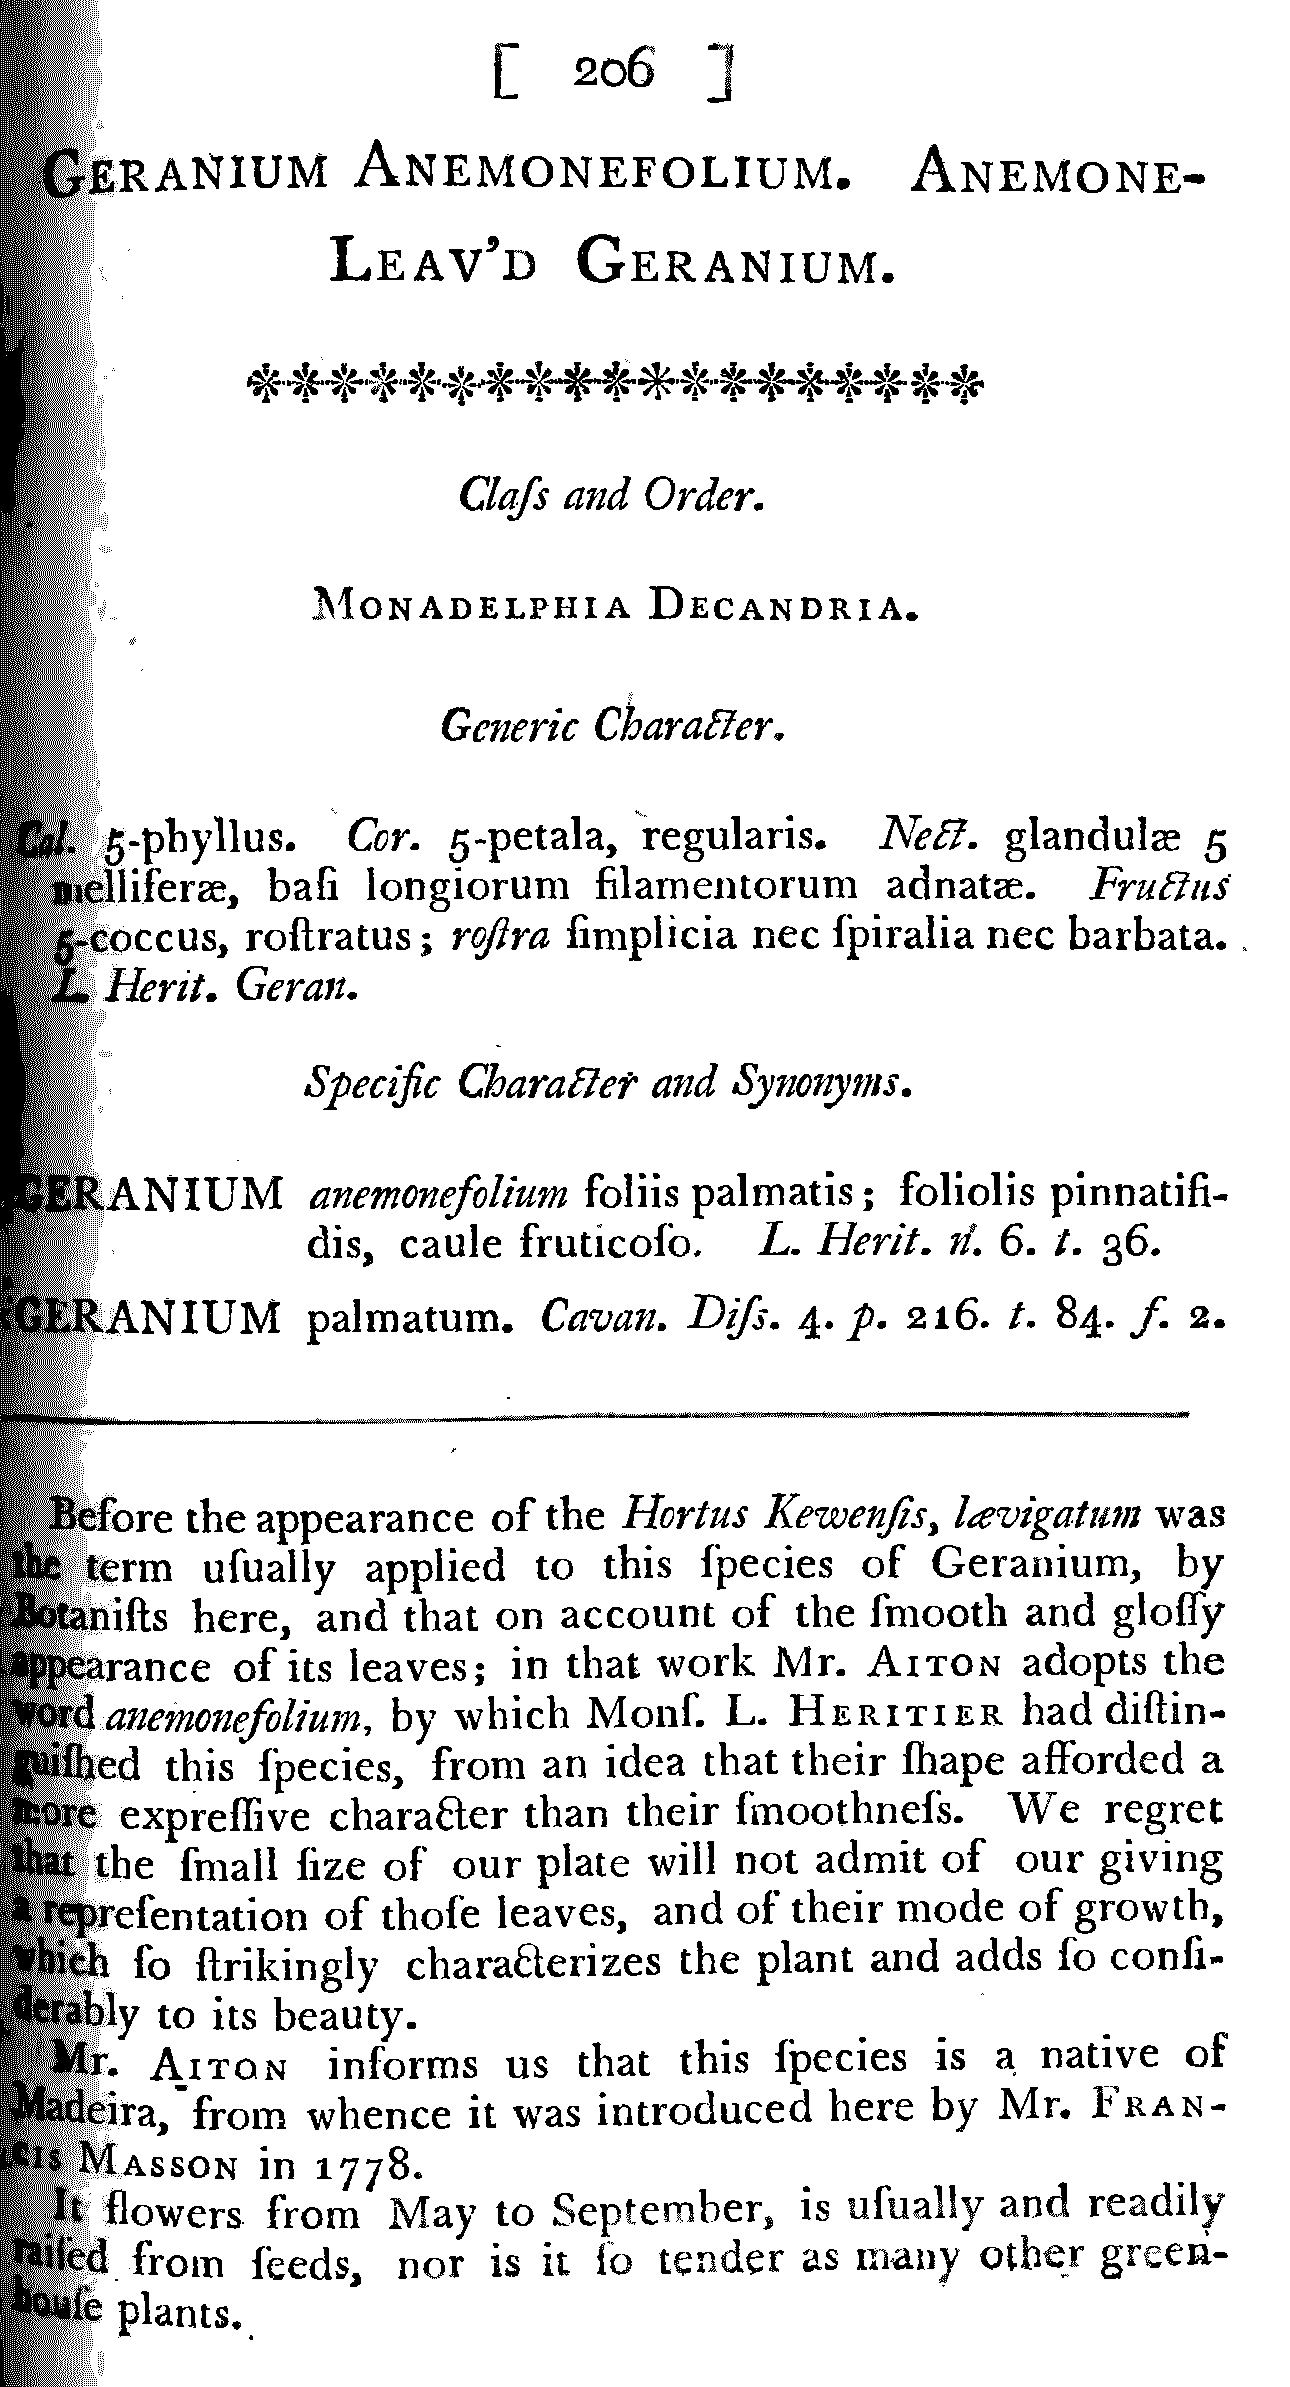 [ 206 ]
GERANIUM ANEMONEFOLIUM. ANEMONE-
LEAV'D GERANIUM.
Claſs and Order.
MONADELPHIA DECANDRIA.
Generic Character.
Cal. 5-phyllus. Cor. 5-petala, regularis. Nect. glandulæ 5
melliferæ, baſi longiorum filamentorum adnatæ. Fructus
5-coccus, roſtratus; roſtra ſimplicia nec ſpiralia nec barbata.
L. Herit. Geran.
Specific Character and Synonyms.
GERANIUM anemonefolium foliis palmatis; foliolis pinnatifi-
dis, caule fruticoſo. L. Herit. n. 6. t. 36.
GERANIUM palmatum. Cavan. Diſs. 4. p. 216. t. 84. f. 2.
Before the appearance of the Hortus Kewenſis, lævigatum was
the term uſually applied to this ſpecies of Geranium, by
Botaniſts here, and that on account of the ſmooth and gloſſy
appearance of its leaves; in that work Mr. AITON adopts the
word anemonefolium, by which Monſ. L. HERITIER had diſtin-
guiſhed this ſpecies, from an idea that their ſhape afforded a
more expreſſive character than their ſmoothneſs. We regret
that the ſmall ſize of our plate will not admit of our giving
a repreſentation of thoſe leaves, and of their mode of growth,
which ſo ſtrikingly characterizes the plant and adds ſo conſi-
derably to its beauty.
Mr. AITON informs us that this ſpecies is a native of
Madeira, from whence it was introduced here by Mr. FRAN-
CIS MASSON in 1778.
It flowers from May to September, is uſually and readily
raiſed from ſeeds, nor is it ſo tender as many other green-
houſe plants.